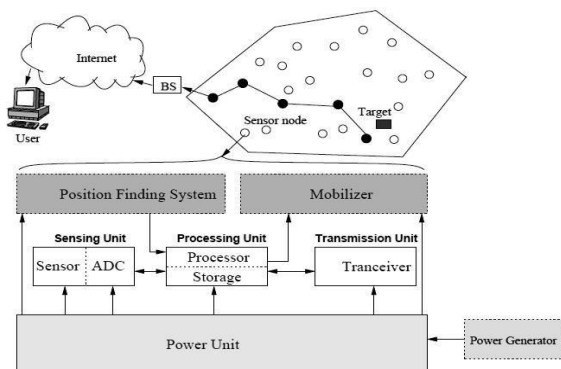 Internet
BS
User
Sensor node
Target
Position Finding System
Mobilizer
Sensing Unit
Processing Unit
Transmission Unit
Sensor
ADC
Processor
Storage
Tranceiver
Power Unit
Power Generator